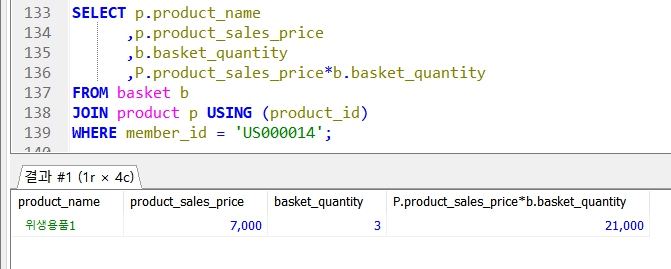 133 SELECT p.product_name
134 ,p.product_sales_price
135 ,b.basket_quantity
136 ,P.product_sales_price*b.basket_quantity
137 FROM basket b
138 JOIN product p USING (product_id)
139 WHERE member_id = 'US000014';
결과 #1 (1r × 4c)
product_name product_sales_price basket_quantity P.product_sales_price*b.basket_quantity
위생용품1 7,000 3 21,000